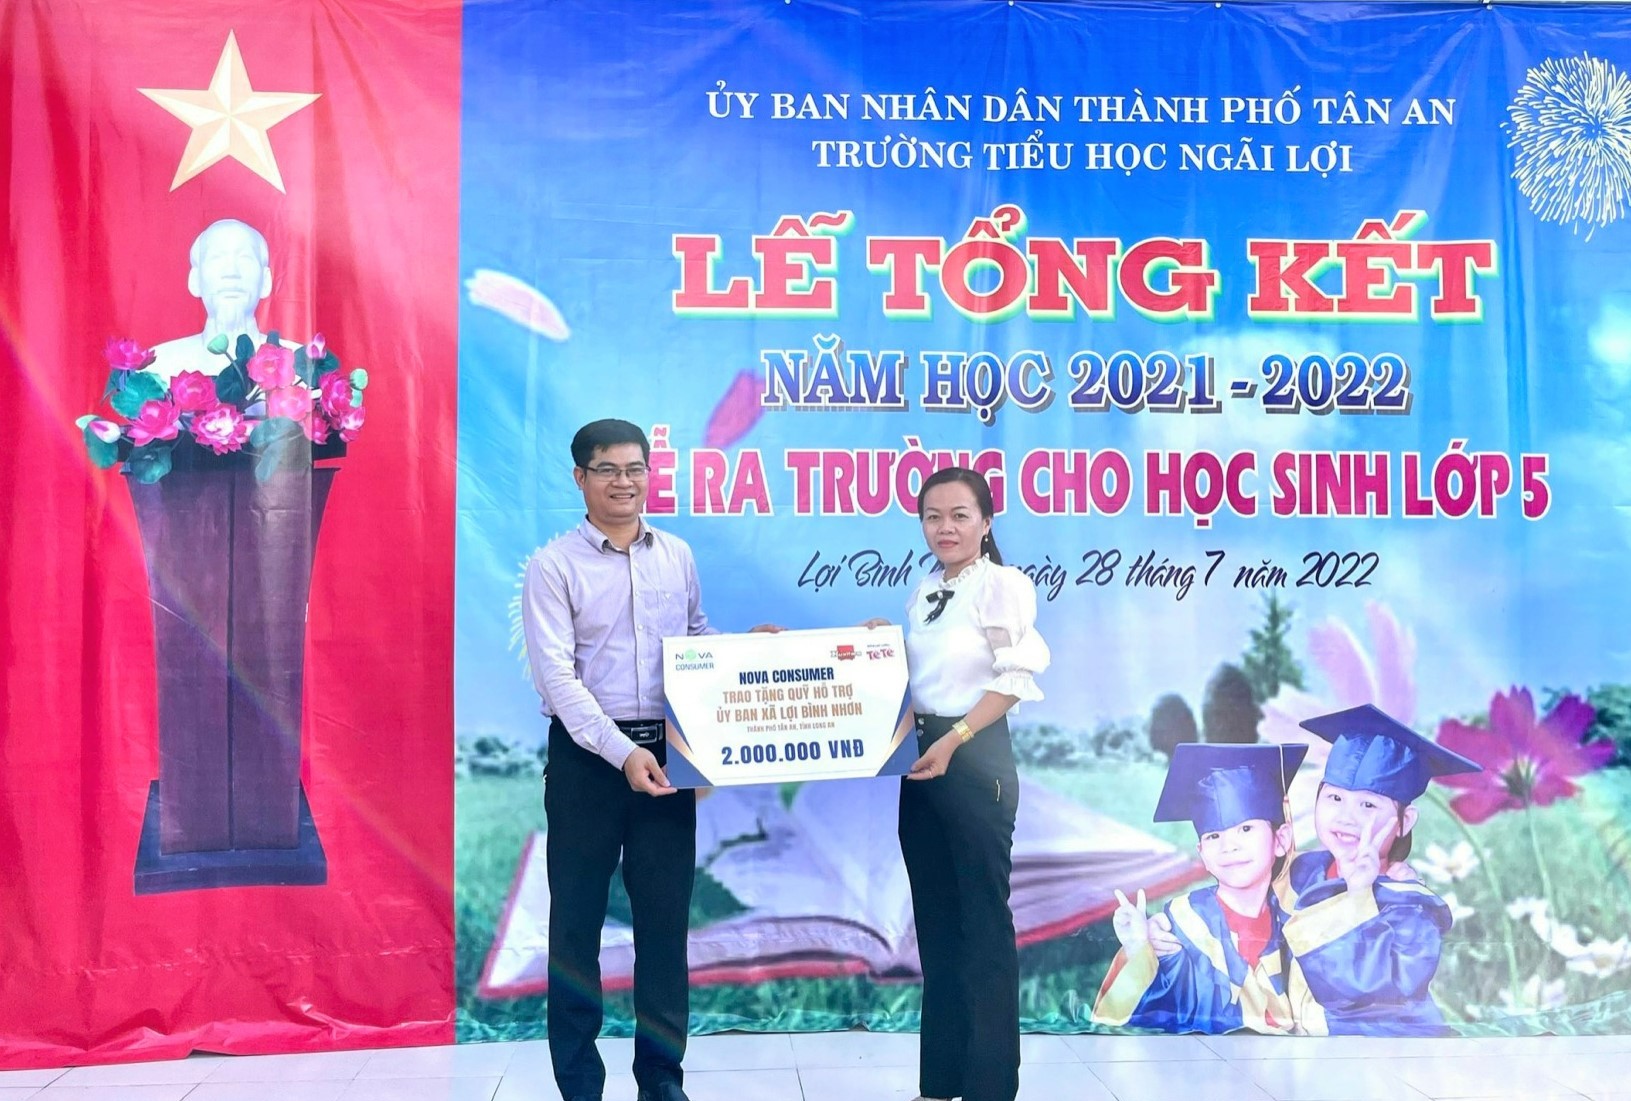 ỦY BAN NHÂN DÂN THÀNH PHỐ TÂN AN
TRƯỜNG TIỂU HỌC NGÃI LỢI
LỄ TỔNG KẾT
NĂM HỌC 2021 - 2022
RA TRƯỜNG CHO HỌC SINH LỚP 5
Lợi Bình ngày 28 tháng 7 năm 2022
NOVA CONSUMER
TeTe
NOVA CONSUMER
TRAO TẶNG QUỸ HỖ TRỢ
ỦY BAN XÃ LỢI BÌNH NHƠN
THÀNH PHỐ TÂN AN, TỈNH LONG AN
2.000.000 VNĐ